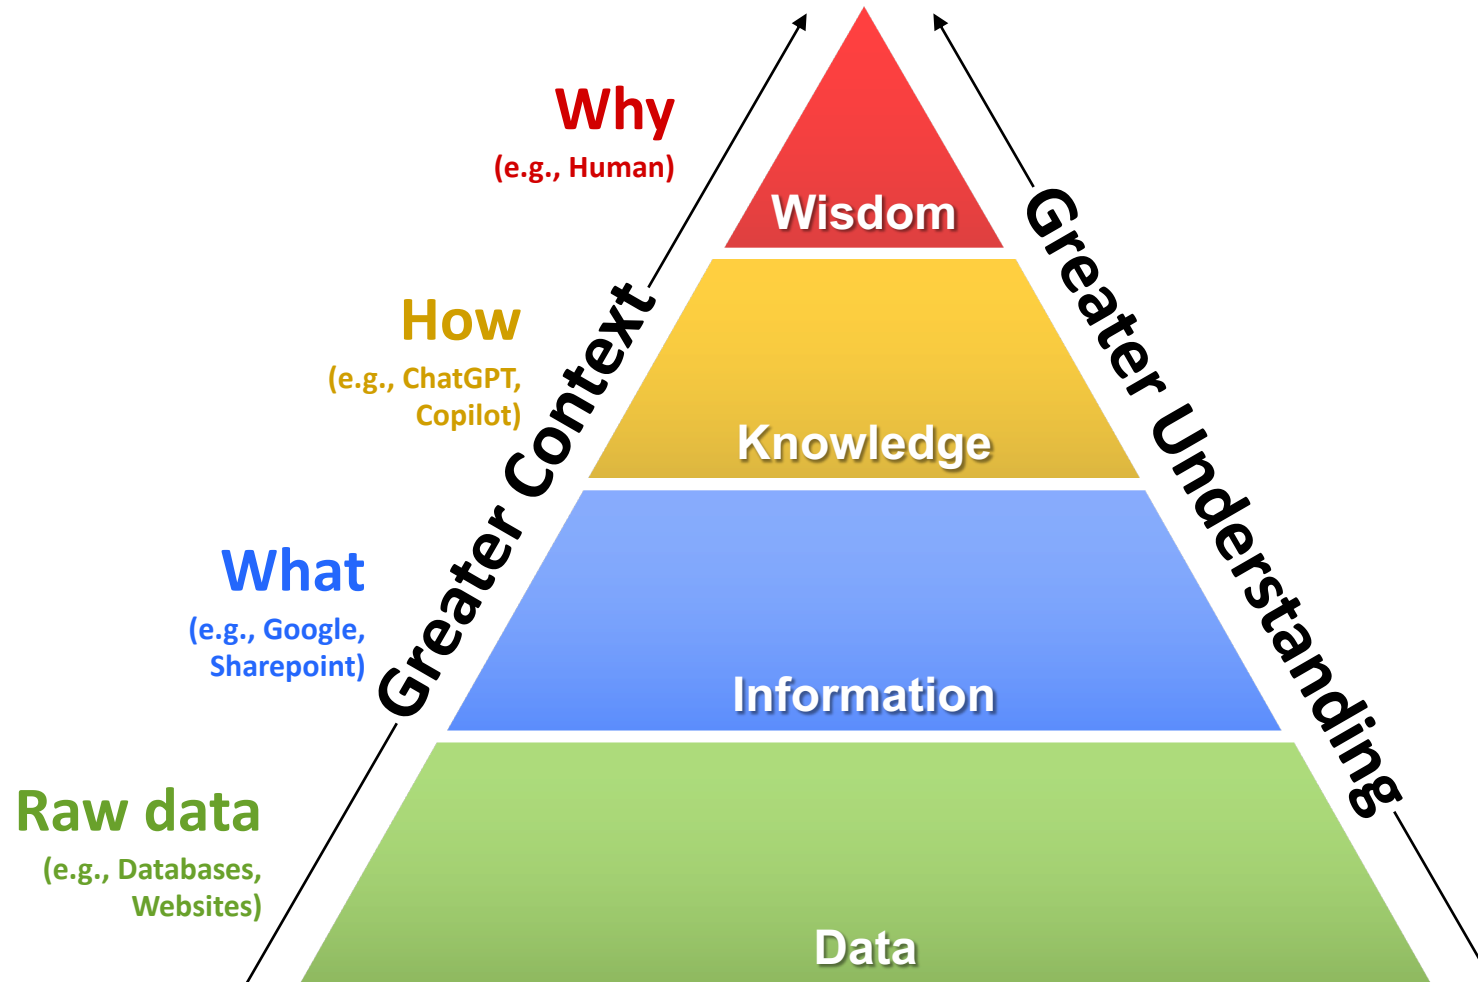 Why
(e.g., Human)
Wisdom
How
(e.g., ChatGPT,
Copilot)
Knowledge
What
(e.g., Google,
Sharepoint)
Information
Raw data
(e.g., Databases,
Websites)
Data
Greater Context
Greater Understanding